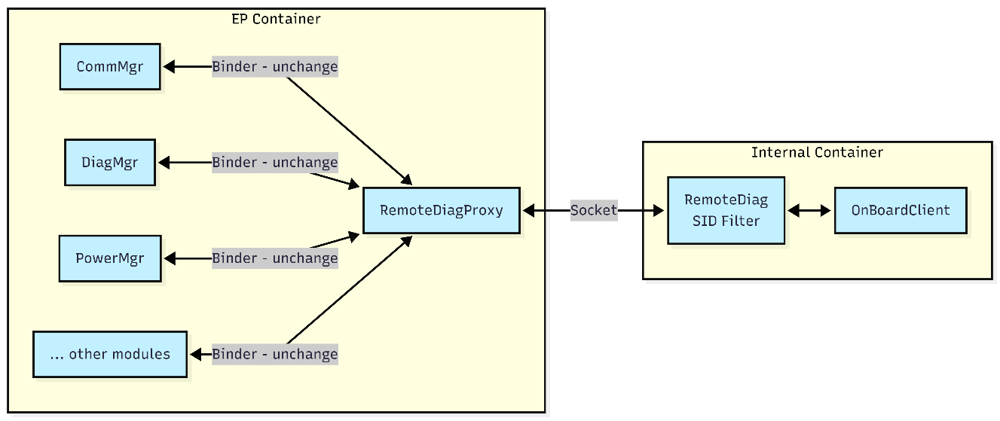 EP Container
CommMgr
Binder - unchange
DiagMgr
Binder - unchange
RemoteDiagProxy
PowerMgr
Binder - unchange
... other modules
Binder - unchange
Socket
Internal Container
RemoteDiag
SID Filter
OnBoardClient